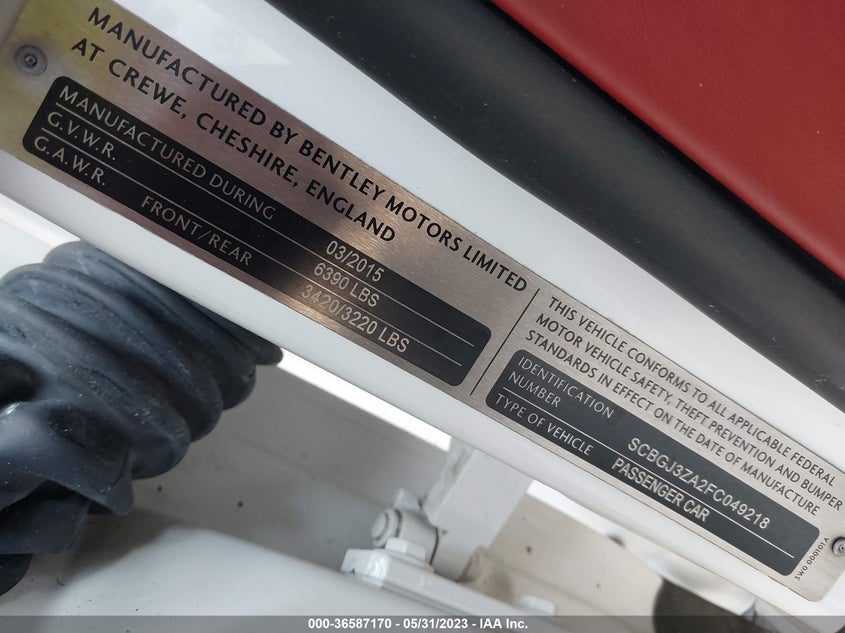 MANUFACTURED BY BENTLEY MOTORS LIMITED
AT CREWE, CHESHIRE, ENGLAND
MANUFACTURED DURING 03/2015
G.V.W.R. 6390 LBS
G.A.W.R. FRONT/REAR 3420/3220 LBS
THIS VEHICLE CONFORMS TO ALL APPLICABLE FEDERAL
MOTOR VEHICLE SAFETY, THEFT PREVENTION AND BUMPER
STANDARDS IN EFFECT ON THE DATE OF MANUFACTURE
IDENTIFICATION
NUMBER SCBGJ3ZA2FC049218
TYPE OF VEHICLE PASSENGER CAR
3W0 000101A
000-36587170 - 05/31/2023 - IAA Inc.